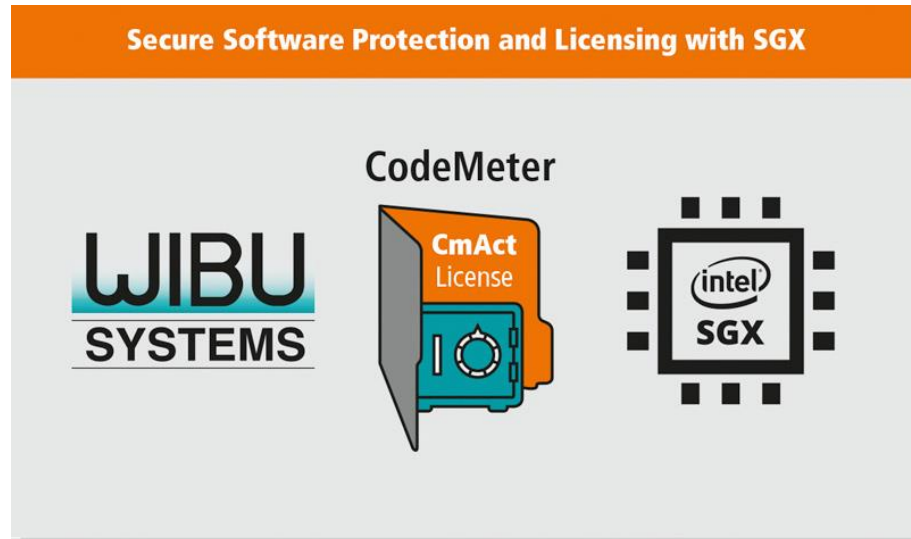 Secure Software Protection and Licensing with SGX
CodeMeter
WIBU
SYSTEMS
CmAct
License
intel
SGX